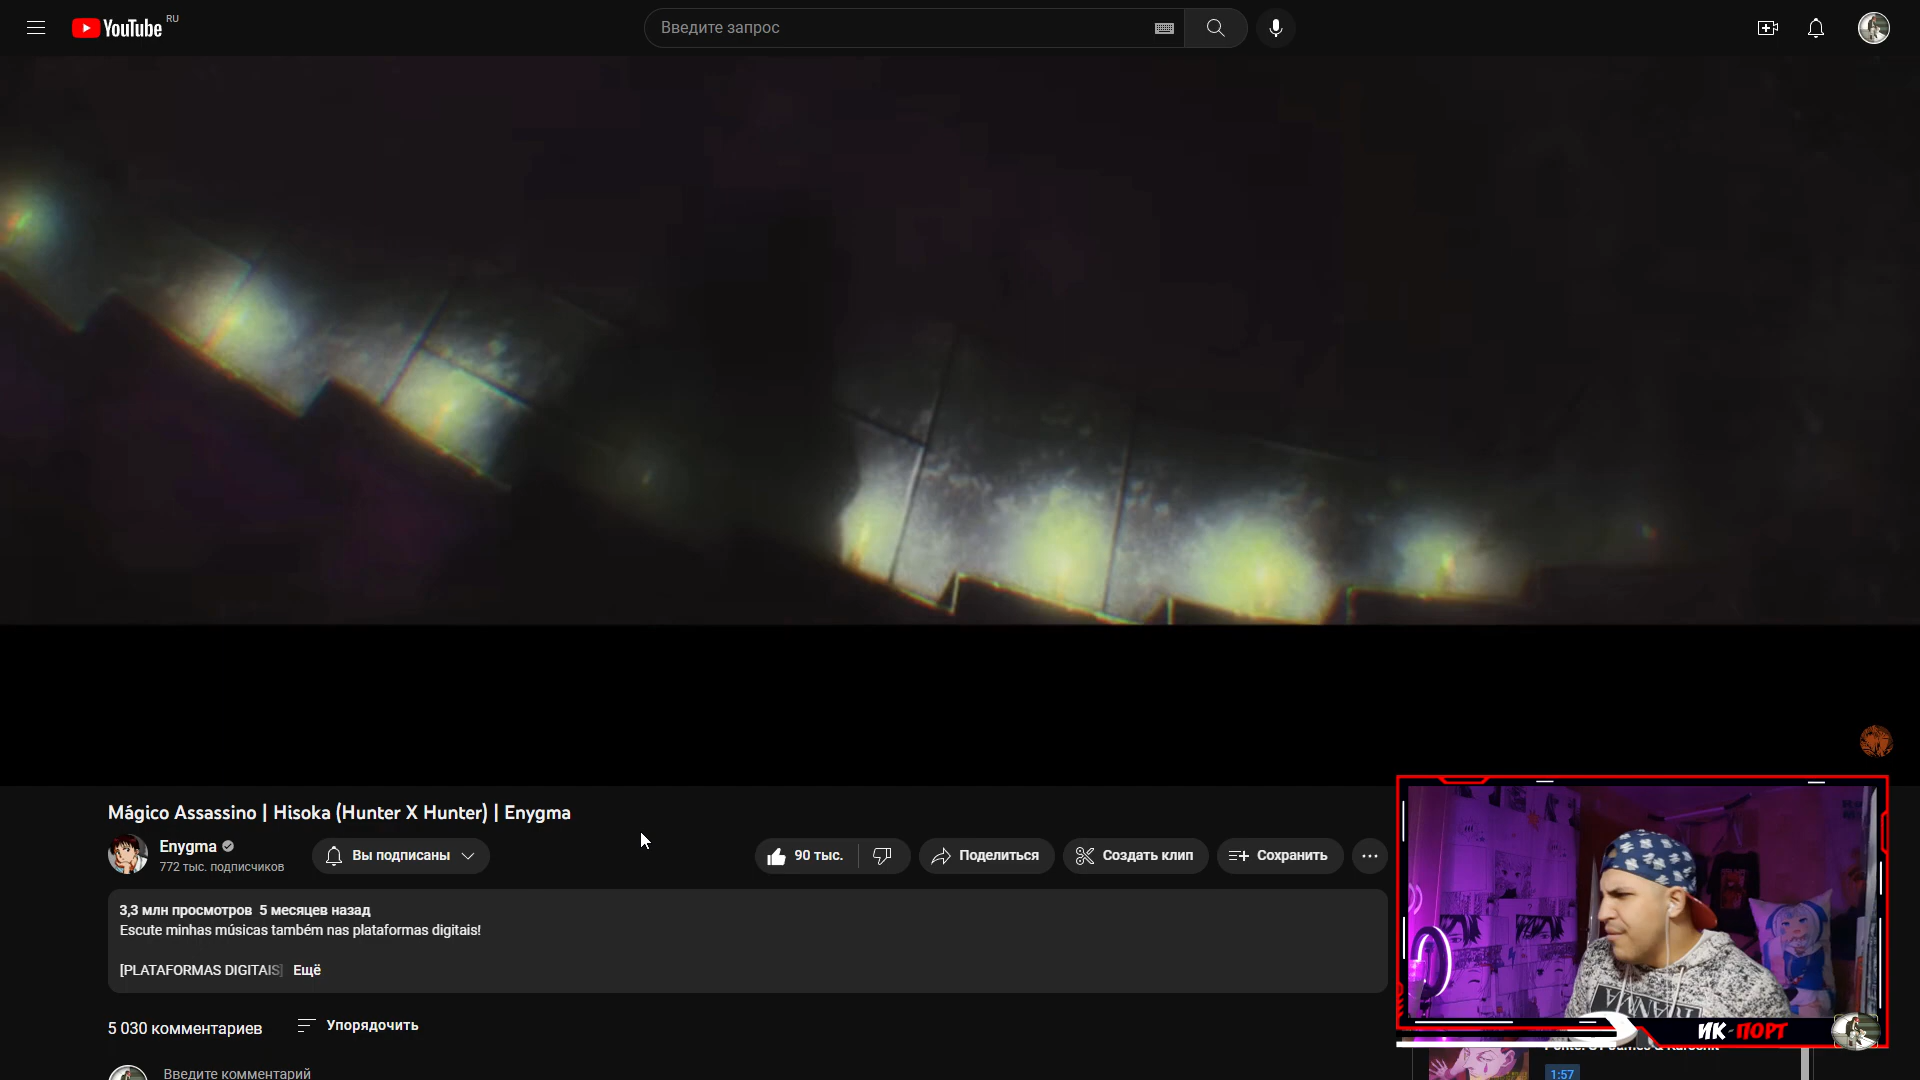 YouTube
RU
Введите запрос
Mágico Assassino | Hisoka (Hunter X Hunter) | Enygma
Enygma
772 тыс. подписчиков
Вы подписаны
90 тыс.
Поделиться
Создать клип
Сохранить
3,3 млн просмотров 5 месяцев назад
Escute minhas músicas também nas plataformas digitais!
[PLATAFORMAS DIGITAIS] Ещё
5 030 комментариев
Упорядочить
Введите комментарий
ИК-ПОРТ
1:57